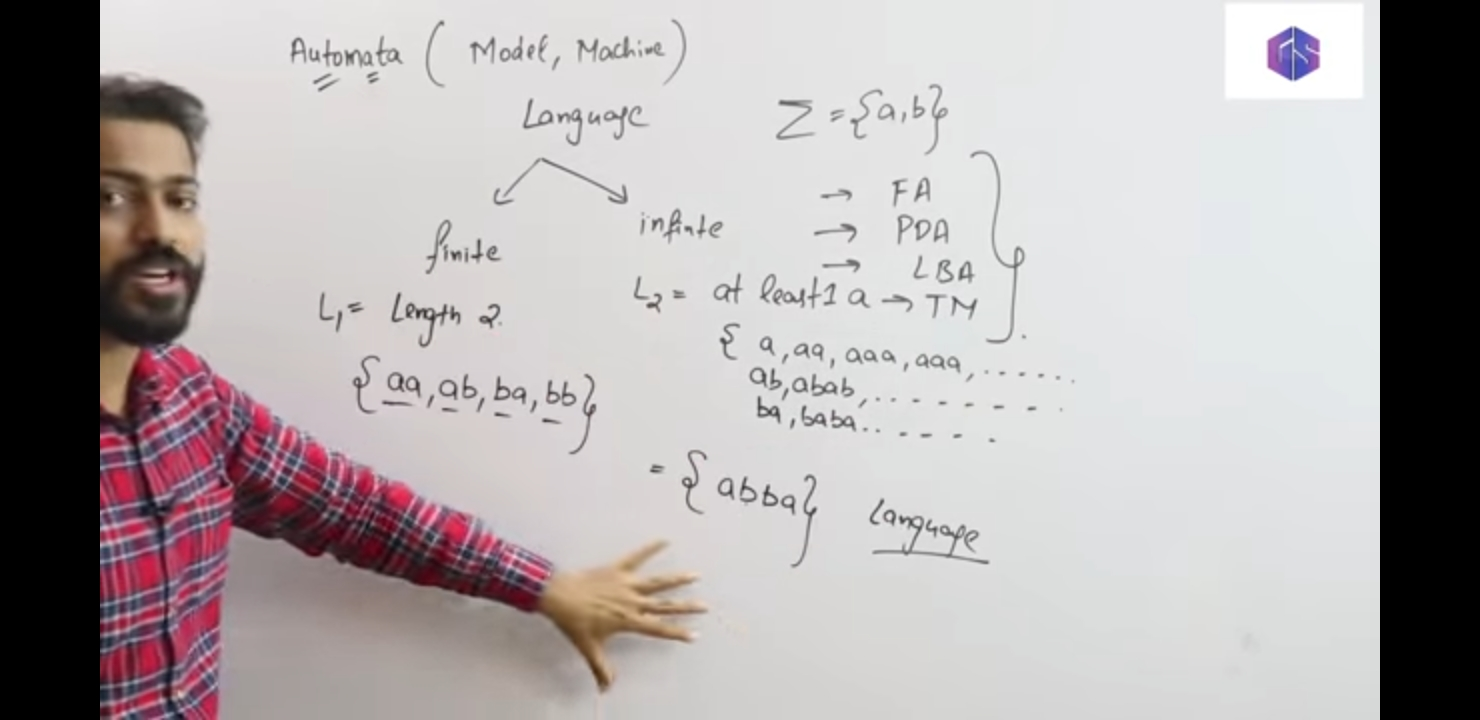 Automata ( Model, Machine)
Language
Σ = {a,b}
finite
infinte
→ FA
→ PDA
→ LBA
→ TM
L₁= Length 2.
{aa, ab, ba, bb}
L₂= at least 1 a
{ a, aa, aaa, aaa, ......
ab, abab, ........
ba, baba......
= {abba}
Language